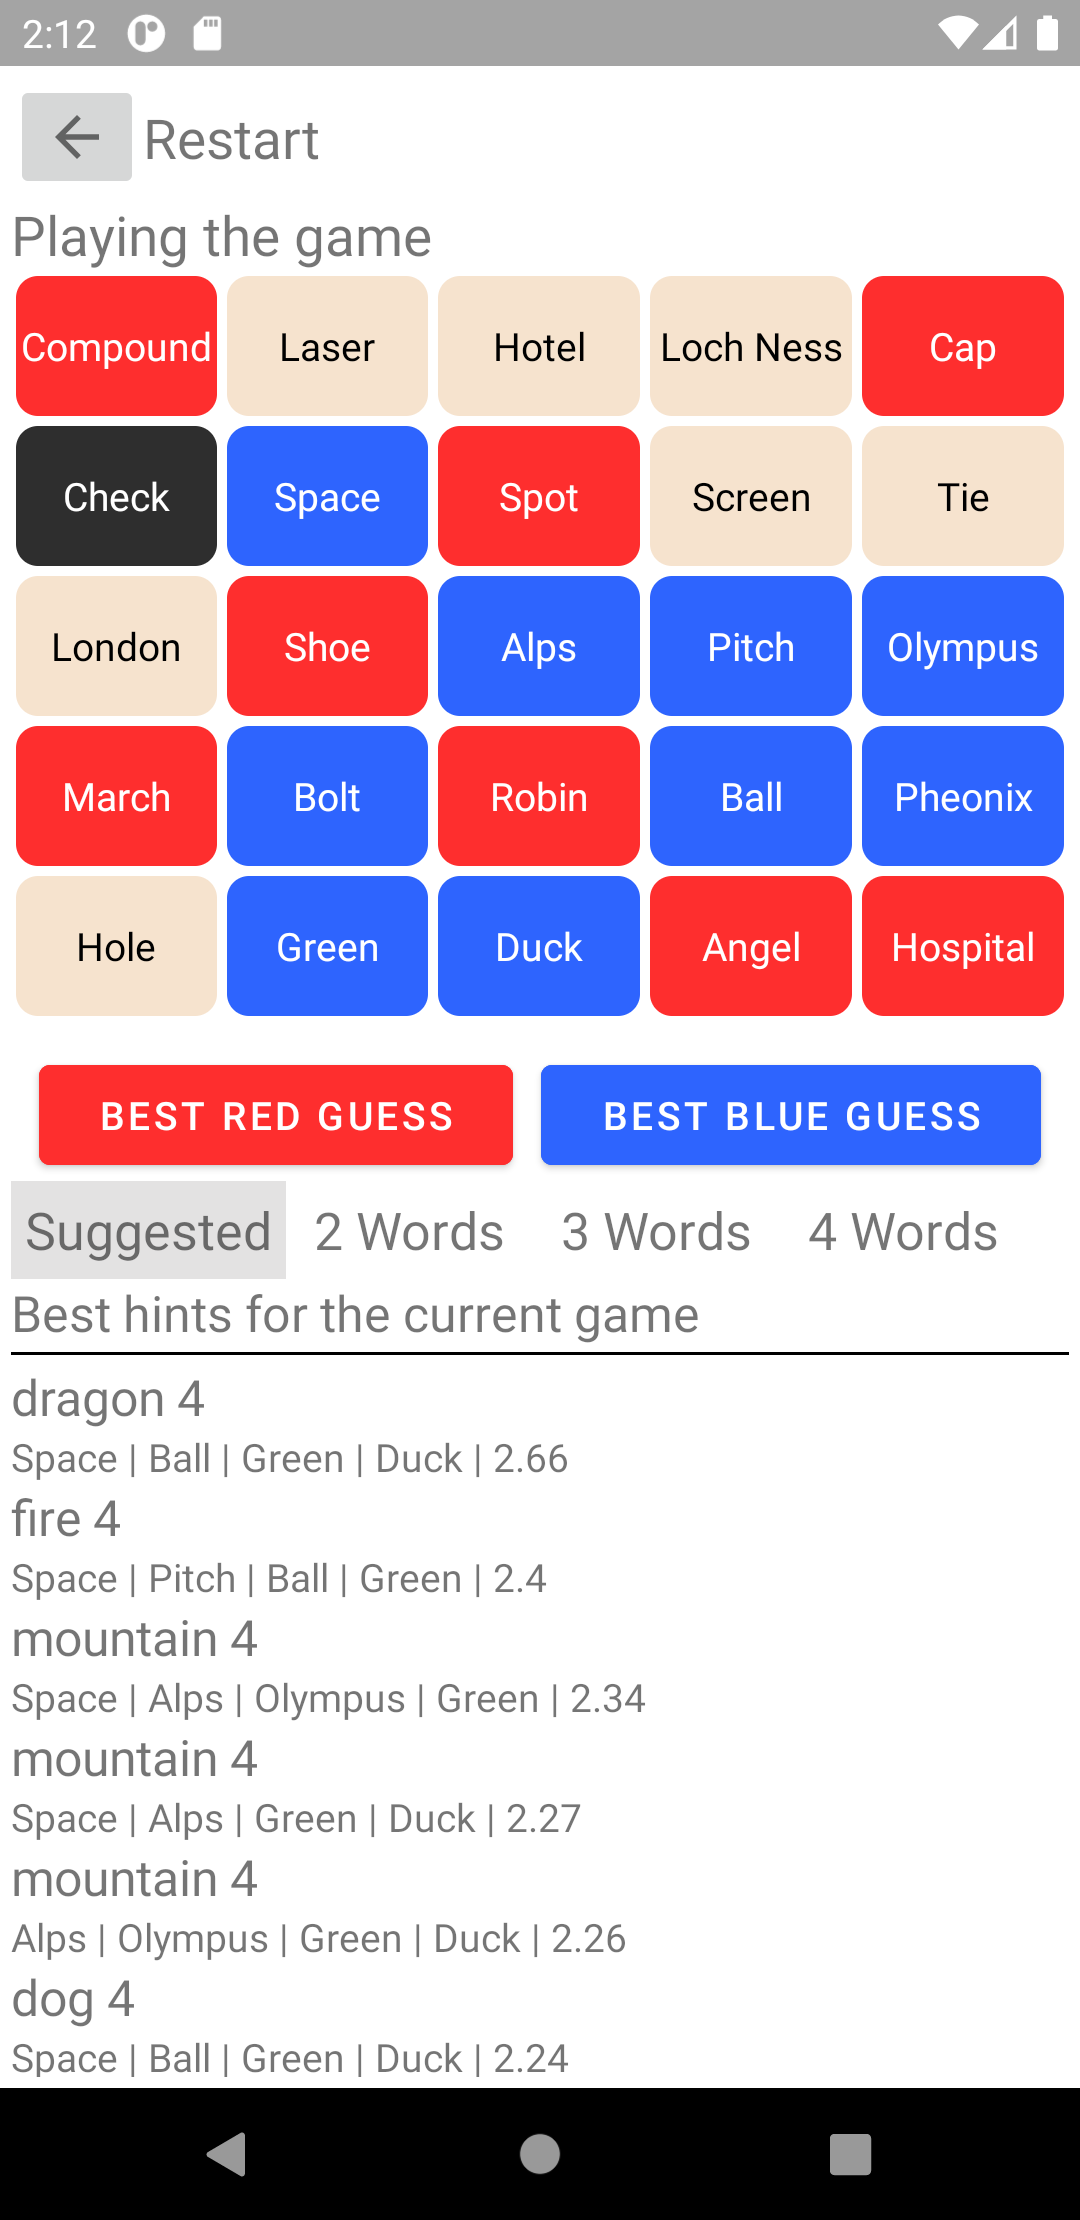 2:12
Restart
Playing the game
Compound Laser Hotel Loch Ness Cap
Check Space Spot Screen Tie
London Shoe Alps Pitch Olympus
March Bolt Robin Ball Pheonix
Hole Green Duck Angel Hospital
BEST RED GUESS BEST BLUE GUESS
Suggested 2 Words 3 Words 4 Words
Best hints for the current game
dragon 4
Space | Ball | Green | Duck | 2.66
fire 4
Space | Pitch | Ball | Green | 2.4
mountain 4
Space | Alps | Olympus | Green | 2.34
mountain 4
Space | Alps | Green | Duck | 2.27
mountain 4
Alps | Olympus | Green | Duck | 2.26
dog 4
Space | Ball | Green | Duck | 2.24